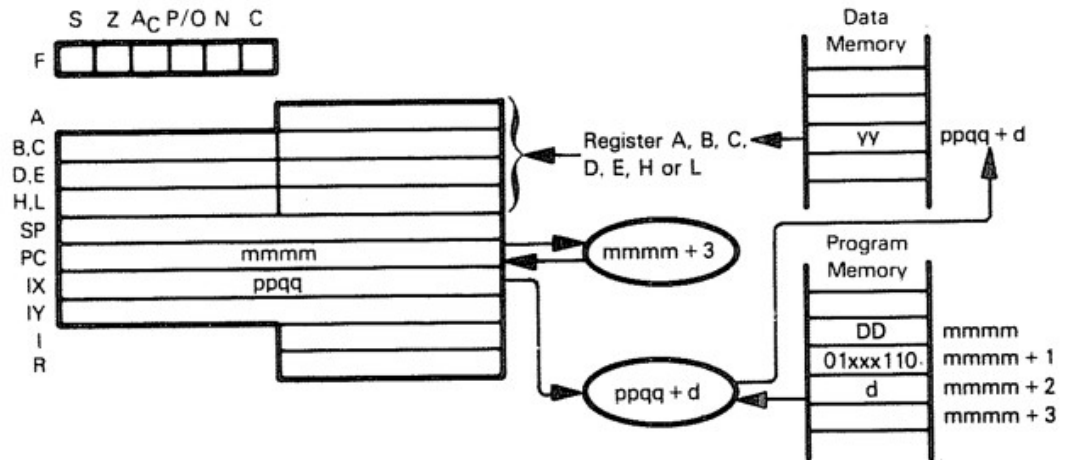 S Z AC P/O N C
F
A
B,C
D,E
H,L
SP
PC
IX
IY
I
R
mmmm
ppqq
Register A, B, C,
D, E, H or L
mmmm + 3
ppqq + d
Data
Memory
yy
ppqq + d
Program
Memory
DD
mmmm
01xxx110
mmmm + 1
d
mmmm + 2
mmmm + 3